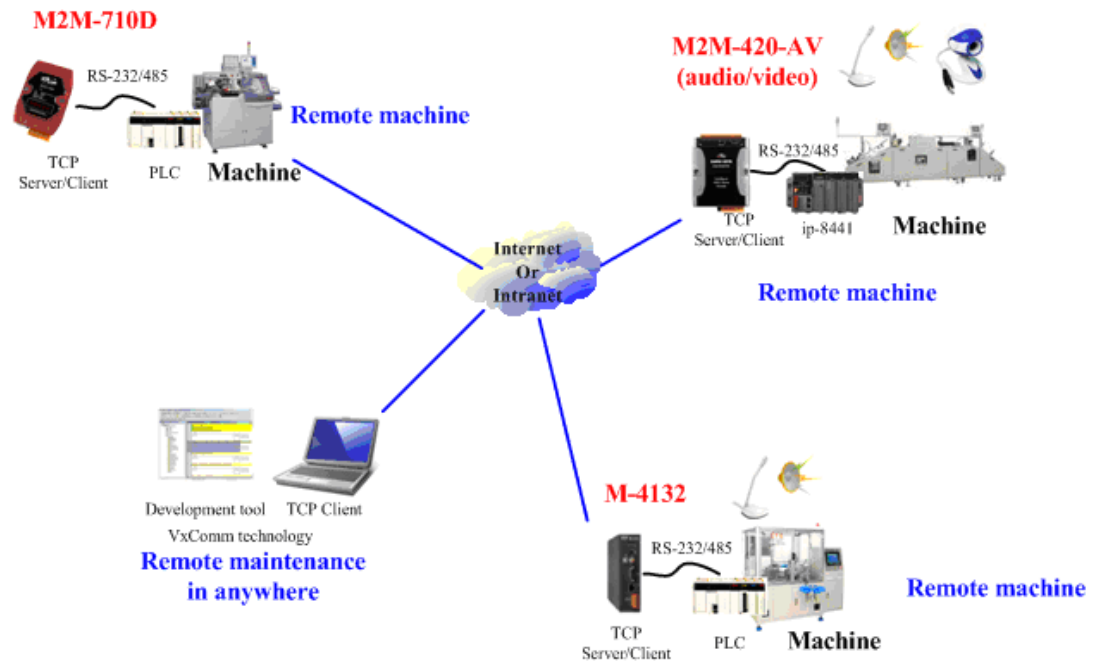 M2M-710D
RS-232/485
TCP
Server/Client
PLC
Machine
Remote machine
M2M-420-AV
(audio/video)
RS-232/485
TCP
Server/Client
ip-8441
Machine
Remote machine
Internet
Or
Intranet
Development tool
TCP Client
VxComm technology
Remote maintenance
in anywhere
M-4132
RS-232/485
TCP
Server/Client
PLC
Machine
Remote machine